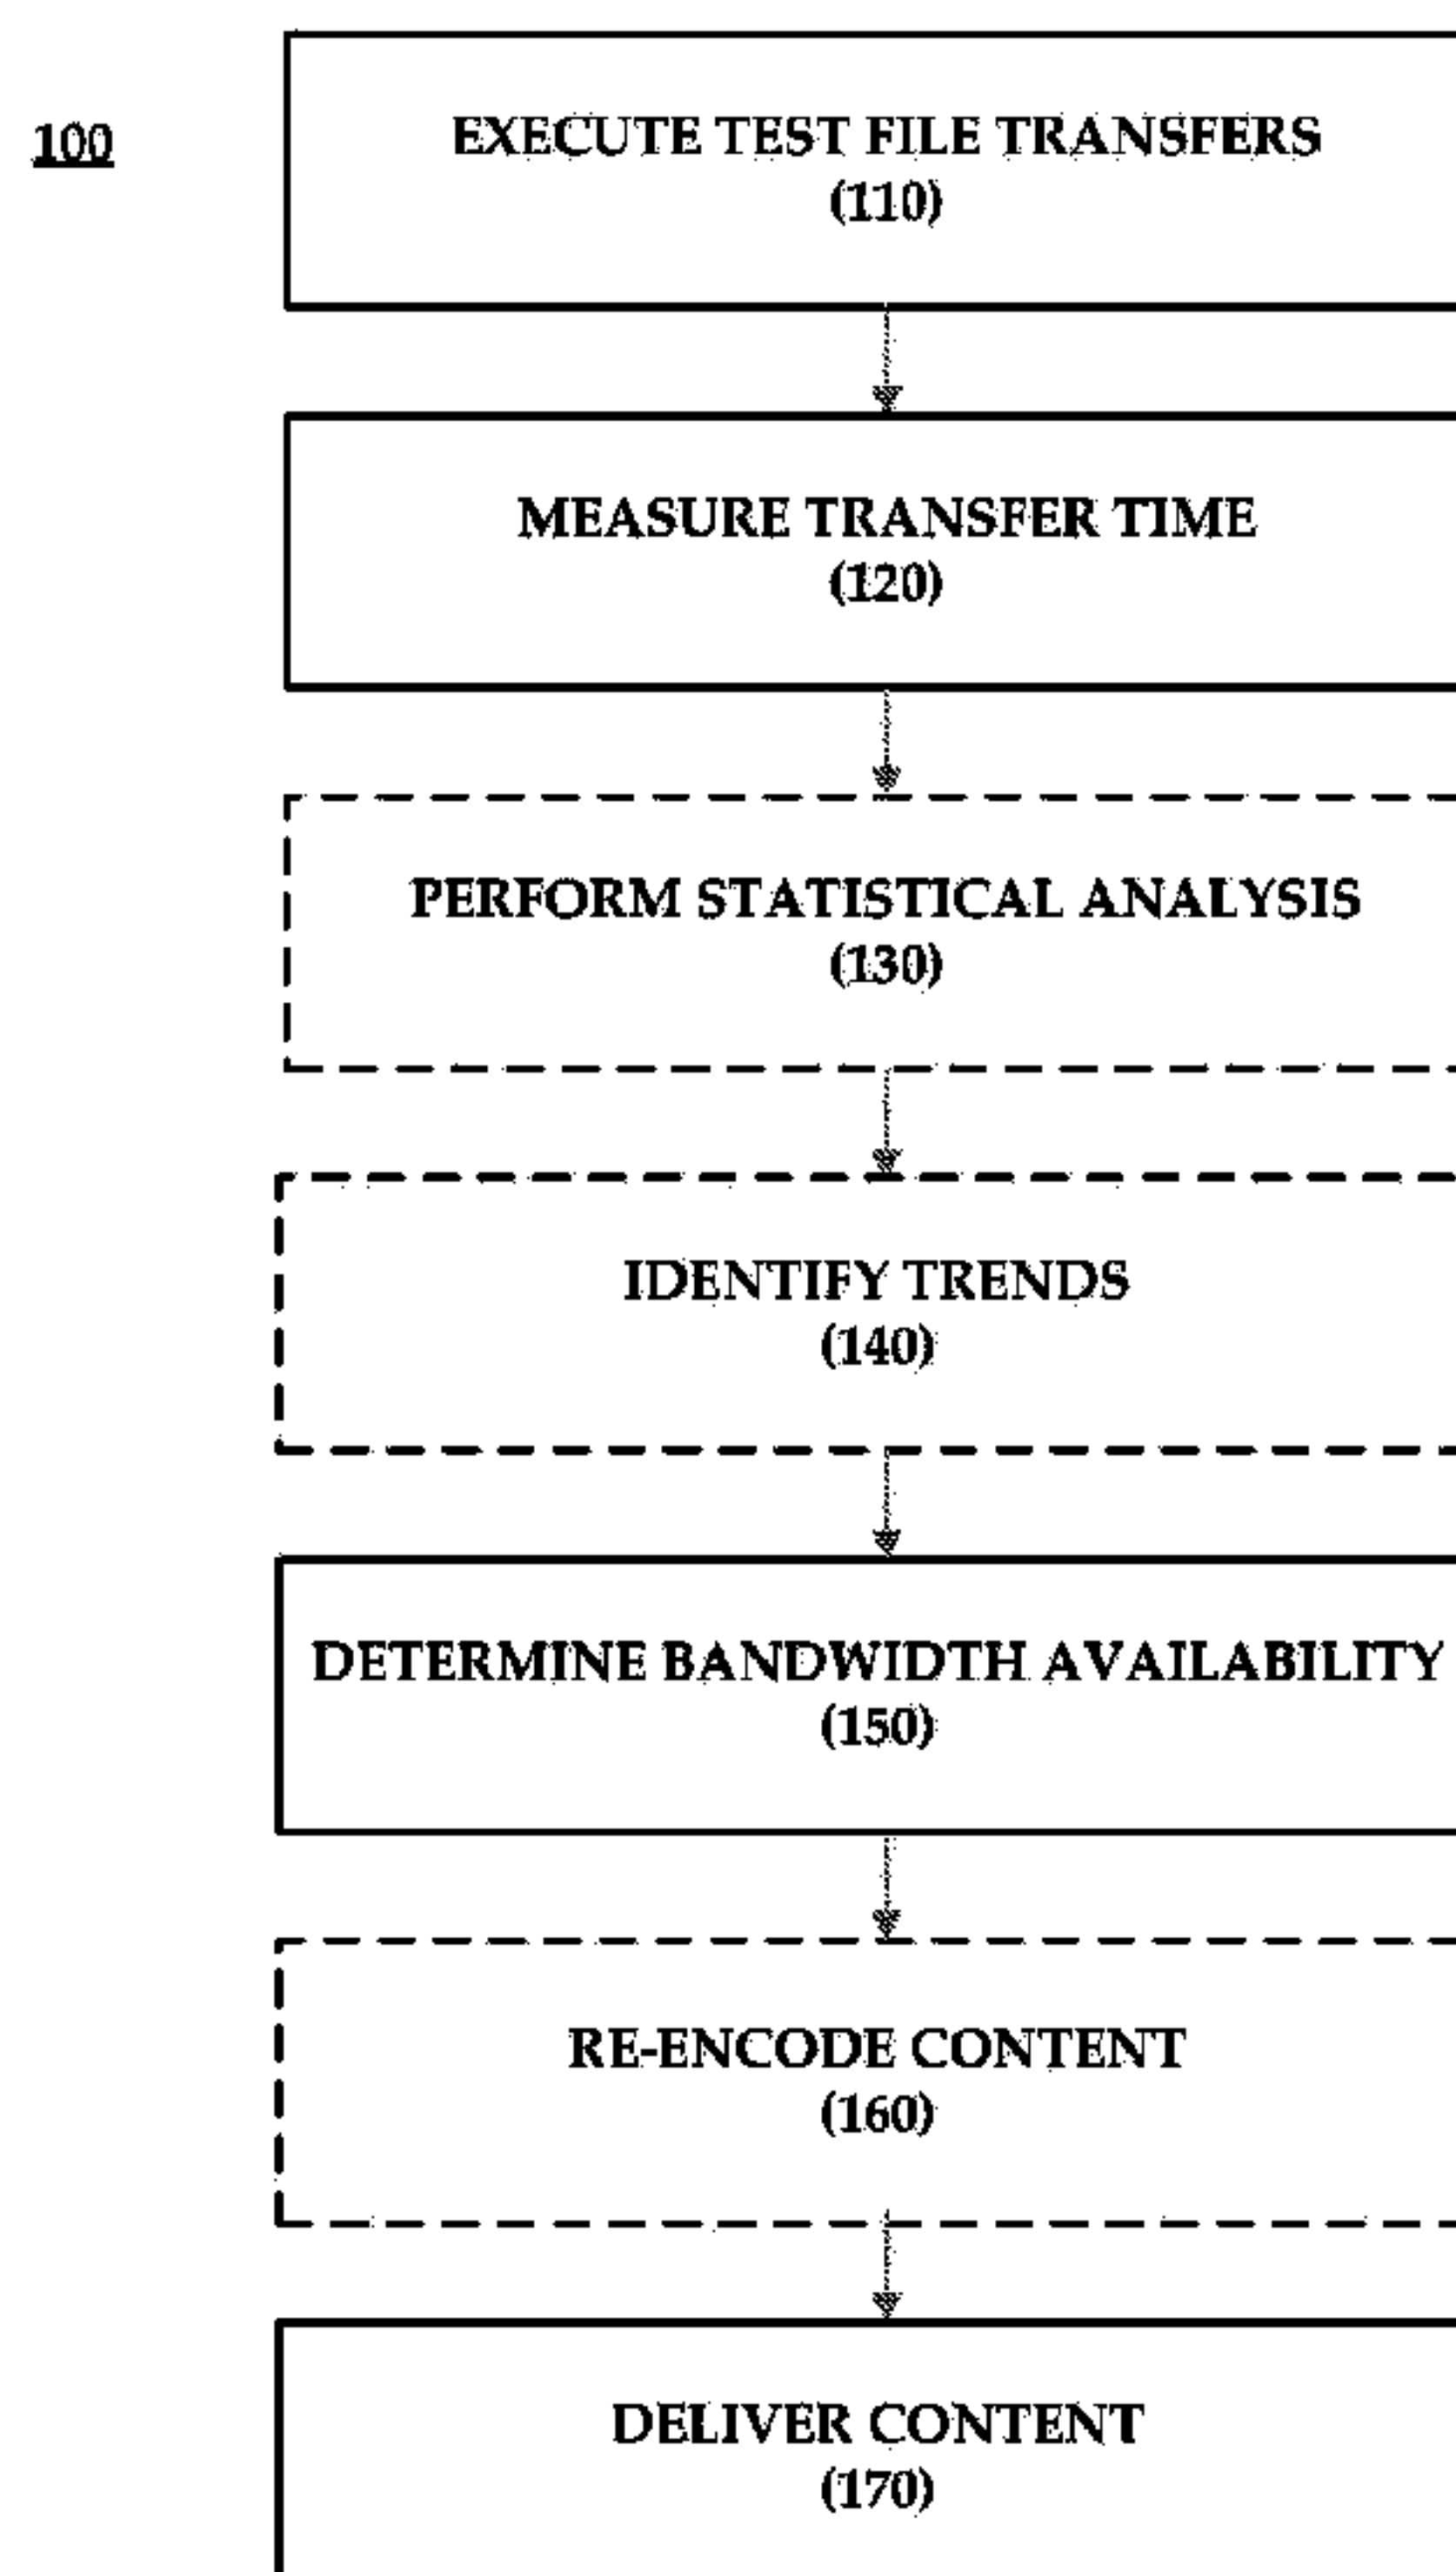 100
EXECUTE TEST FILE TRANSFERS
(110)
MEASURE TRANSFER TIME
(120)
PERFORM STATISTICAL ANALYSIS
(130)
IDENTIFY TRENDS
(140)
DETERMINE BANDWIDTH AVAILABILITY
(150)
RE-ENCODE CONTENT
(160)
DELIVER CONTENT
(170)